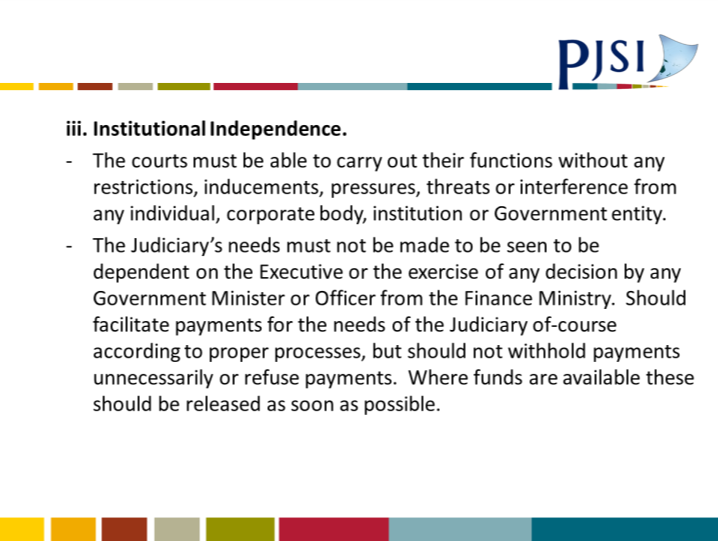 PJSI
iii. Institutional Independence.
- The courts must be able to carry out their functions without any
restrictions, inducements, pressures, threats or interference from
any individual, corporate body, institution or Government entity.
- The Judiciary’s needs must not be made to be seen to be
dependent on the Executive or the exercise of any decision by any
Government Minister or Officer from the Finance Ministry.  Should
facilitate payments for the needs of the Judiciary of-course
according to proper processes, but should not withhold payments
unnecessarily or refuse payments.  Where funds are available these
should be released as soon as possible.